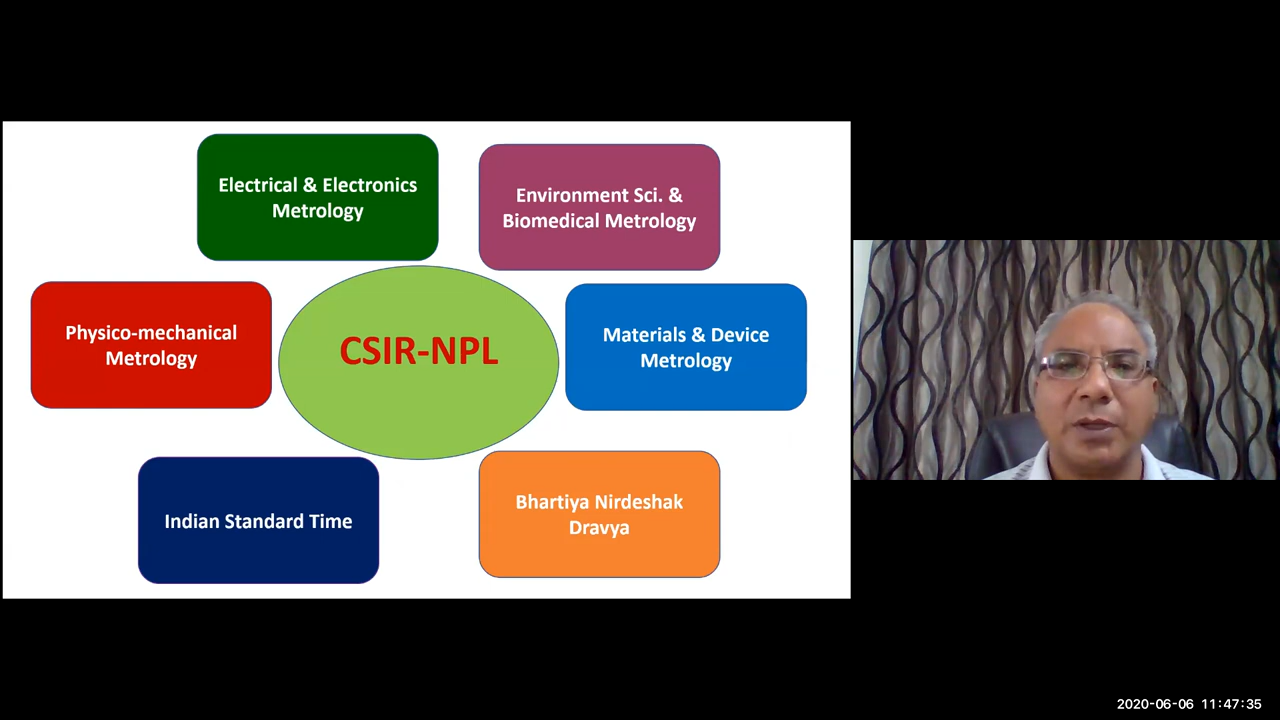 Electrical & Electronics
Metrology
Environment Sci. &
Biomedical Metrology
Physico-mechanical
Metrology
CSIR-NPL
Materials & Device
Metrology
Indian Standard Time
Bhartiya Nirdeshak
Dravya
2020-06-06 11:47:35